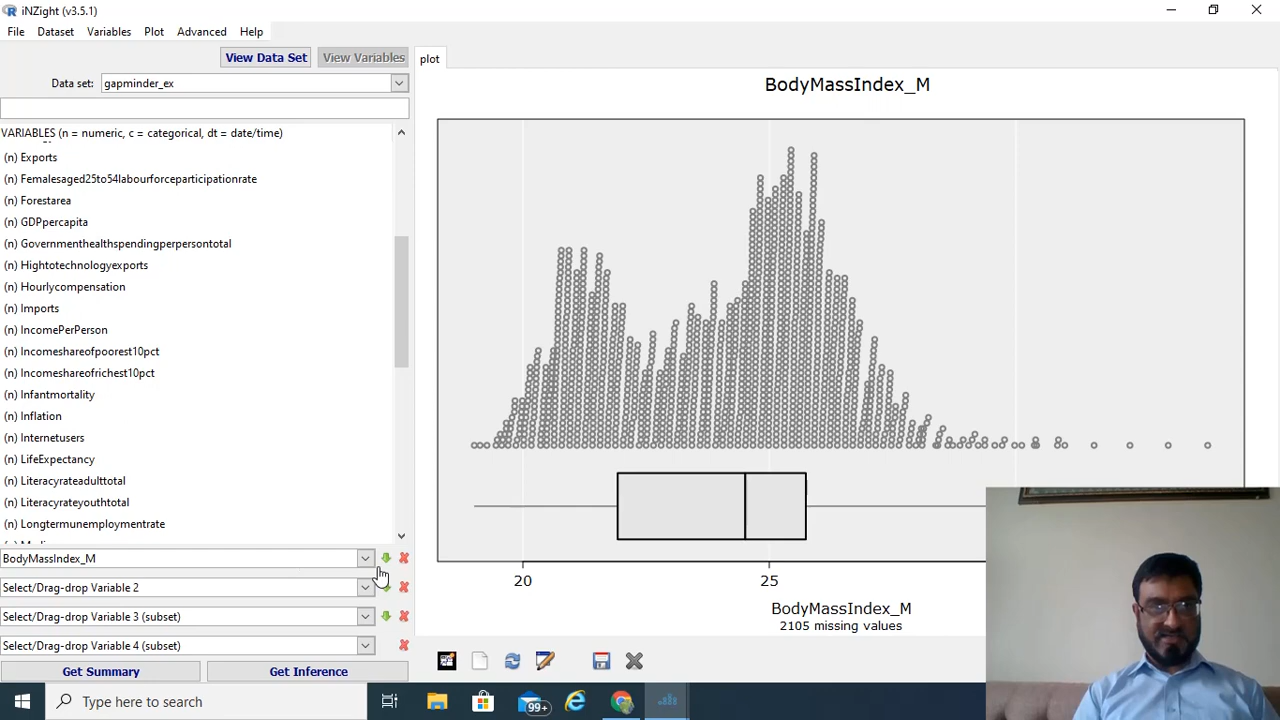 iNZight (v3.5.1)
File Dataset Variables Plot Advanced Help
View Data Set View Variables
plot
Data set: gapminder_ex
BodyMassIndex_M
VARIABLES (n = numeric, c = categorical, dt = date/time)
(n) Exports
(n) Femalesaged25to54labourforceparticipationrate
(n) Forestarea
(n) GDPpercapita
(n) Governmenthealthspendingperpersontotal
(n) Hightotechnologyexports
(n) Hourlycompensation
(n) Imports
(n) IncomePerPerson
(n) Incomeshareofpoorest10pct
(n) Incomeshareofrichest10pct
(n) Infantmortality
(n) Inflation
(n) Internetusers
(n) LifeExpectancy
(n) Literacyrateadulttotal
(n) Literacyrateyouthtotal
(n) Longtermunemploymentrate
BodyMassIndex_M
Select/Drag-drop Variable 2
Select/Drag-drop Variable 3 (subset)
Select/Drag-drop Variable 4 (subset)
Get Summary Get Inference
20 25
BodyMassIndex_M
2105 missing values
Type here to search
99+